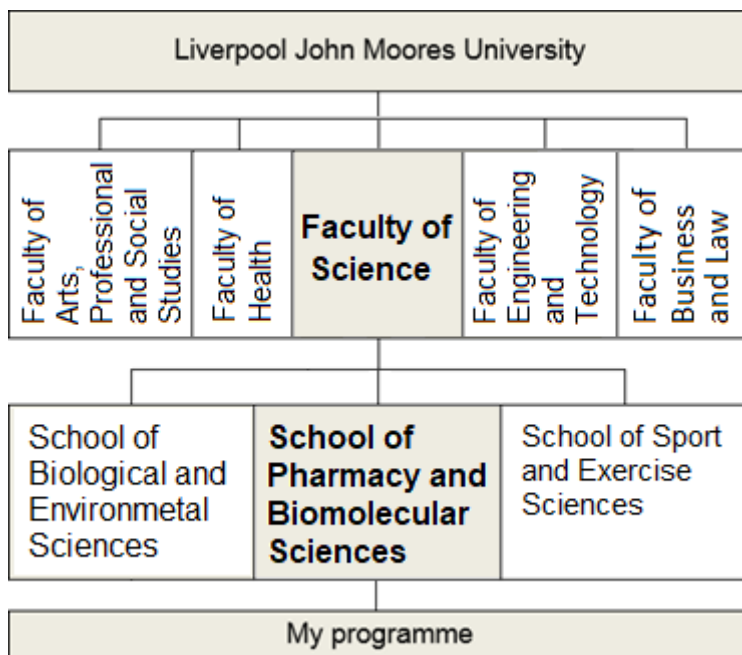 Liverpool John Moores University
Faculty of
Arts,
Professional
and Social
Studies
Faculty of
Health
Faculty of
Science
Faculty of
Engineering
and
Technology
Faculty of
Business
and Law
School of
Biological and
Environmetal
Sciences
School of
Pharmacy and
Biomolecular
Sciences
School of Sport
and Exercise
Sciences
My programme